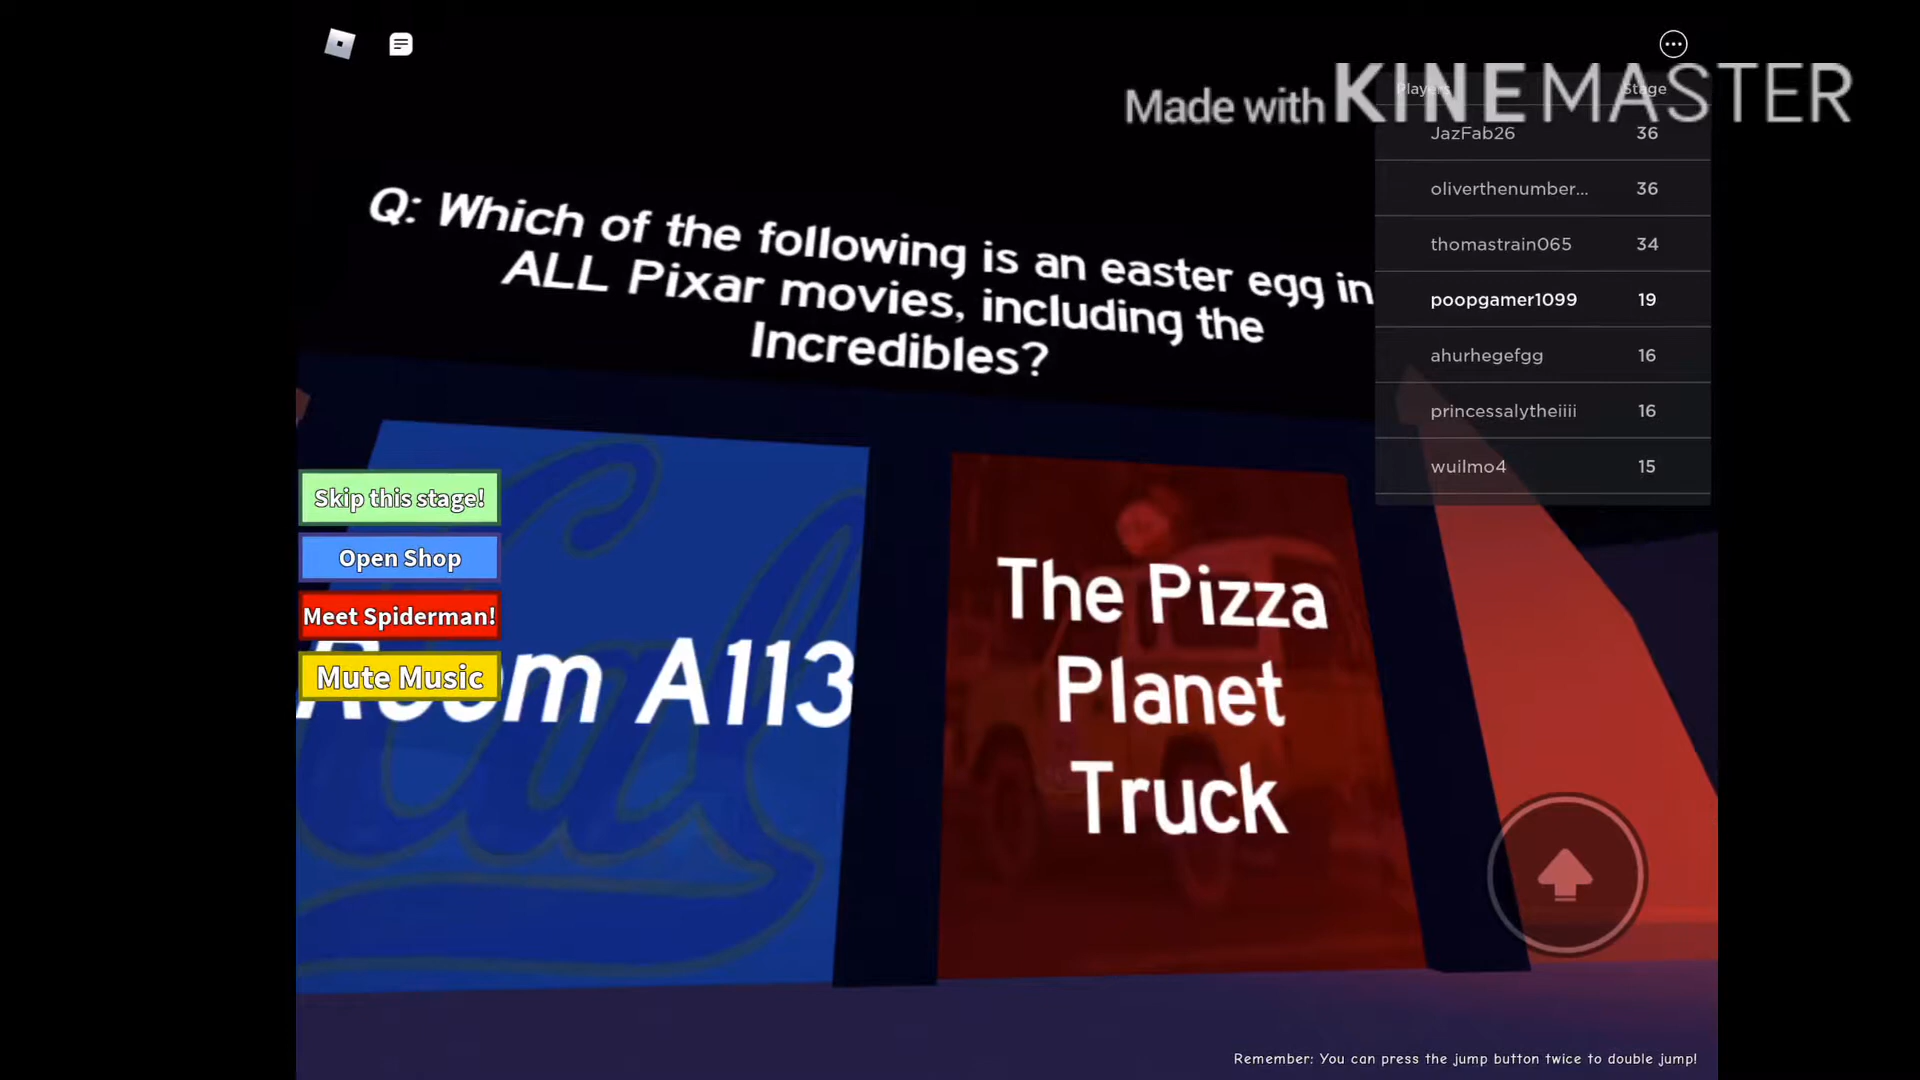 Made with KINEMASTER
Players Stage
JazFab26 36
oliverthenumber... 36
thomastrain065 34
poopgamer1099 19
ahurhegefgg 16
princessalytheiiii 16
wuilmo4 15
Q: Which of the following is an easter egg in
ALL Pixar movies, including the
Incredibles?
Skip this stage!
Open Shop
Meet Spiderman!
Mute Music
Room A113
The Pizza
Planet
Truck
Remember: You can press the jump button twice to double jump!